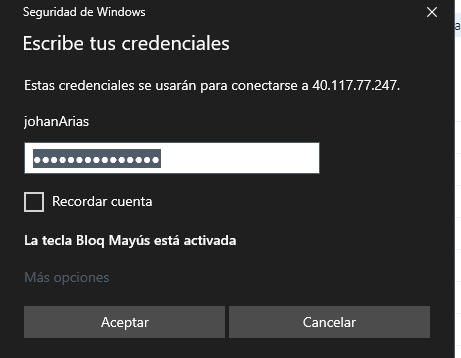 Seguridad de Windows
Escribe tus credenciales
Estas credenciales se usarán para conectarse a 40.117.77.247.
johanArias
●●●●●●●●●●●●●●●
Recordar cuenta
La tecla Bloq Mayús está activada
Más opciones
Aceptar
Cancelar